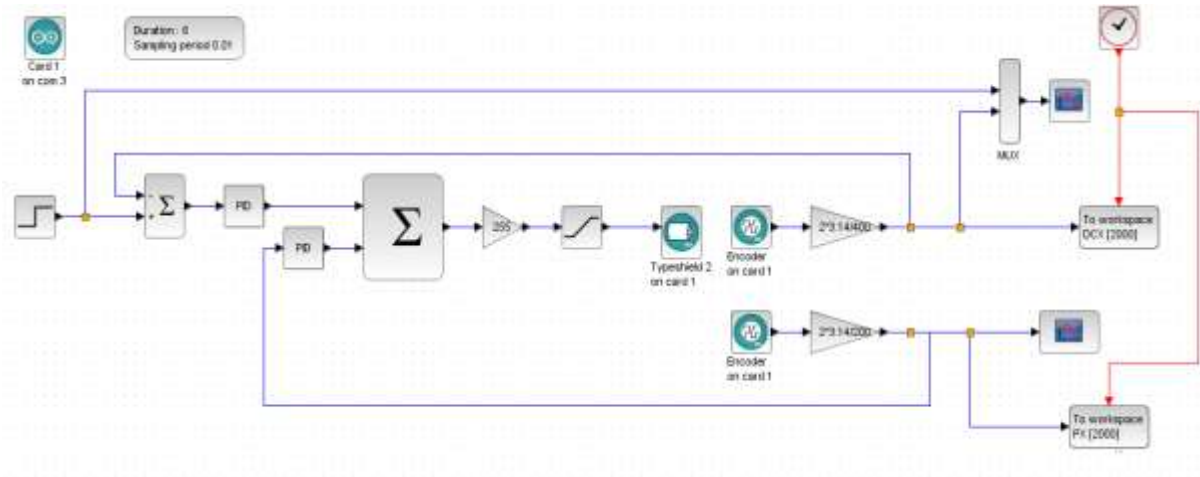 Duration : 6
Sampling period 0.01
Card 1
on com 3
MUX
Σ
PID
Σ
255
PID
Typeshield 2
on card 1
Encoder
on card 1
2*3.14/400
To workspace
DCX [2000]
Encoder
on card 1
2*3.14/200
To workspace
PX [2000]